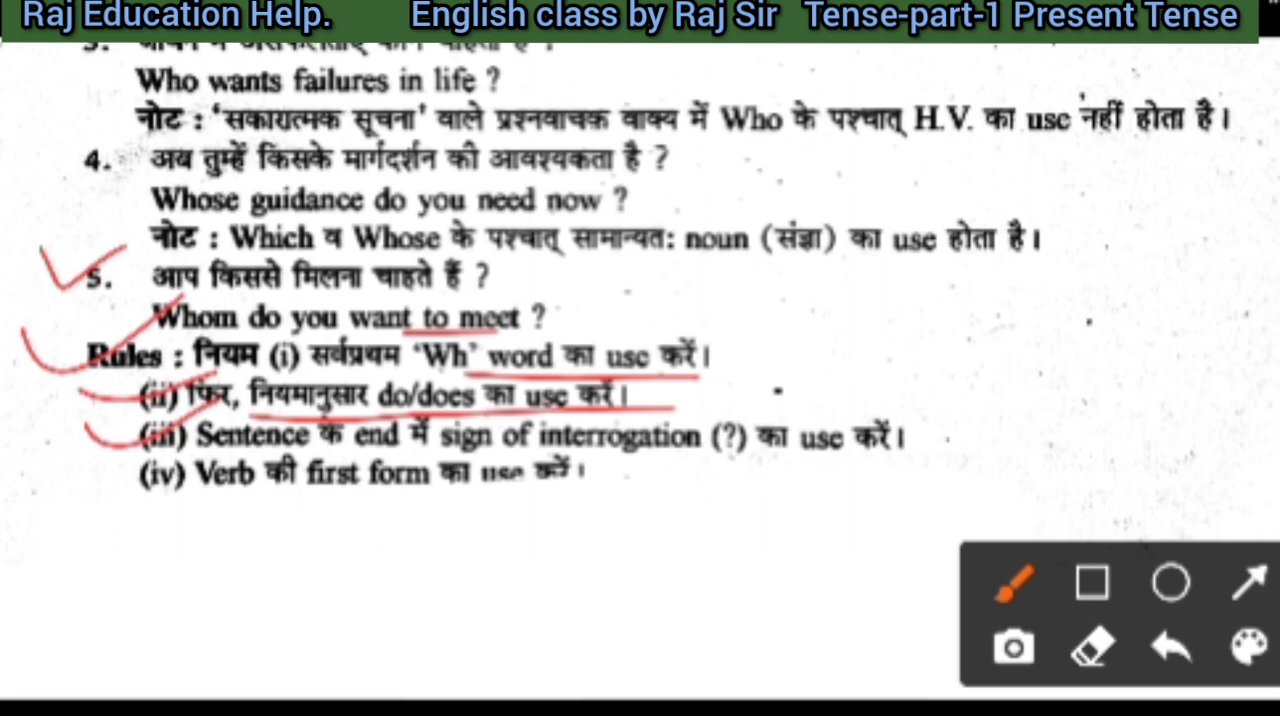 Raj Education Help. English class by Raj Sir Tense-part-1 Present Tense
Who wants failures in life ?
नोट : 'सकारात्मक सूचना' वाले प्रश्नवाचक वाक्य में Who के पश्चात् H.V. का use नहीं होता है।
4. अब तुम्हें किसके मार्गदर्शन की आवश्यकता है ?
Whose guidance do you need now ?
नोट : Which व Whose के पश्चात् सामान्यतः noun (संज्ञा) का use होता है।
5. आप किससे मिलना चाहते हैं ?
Whom do you want to meet ?
Rules : नियम (i) सर्वप्रथम 'Wh' word का use करें।
(ii) फिर, नियमानुसार do/does का use करें।
(iii) Sentence के end में sign of interrogation (?) का use करें।
(iv) Verb की first form का use करें।